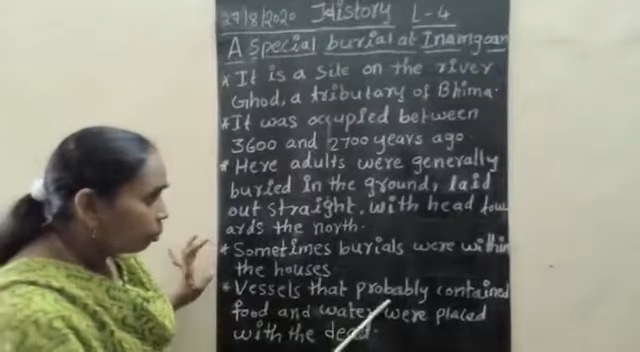 27/8/2020 History L-4
A Special burial at Inamgaon
* It is a site on the river
Ghod, a tributary of Bhima.
* It was occupied between
3600 and 2700 years ago.
* Here adults were generally
buried in the ground, laid
out straight, with head tow
ards the north.
* Sometimes burials were within
the houses
* Vessels that probably contained
food and water were placed
with the dead.